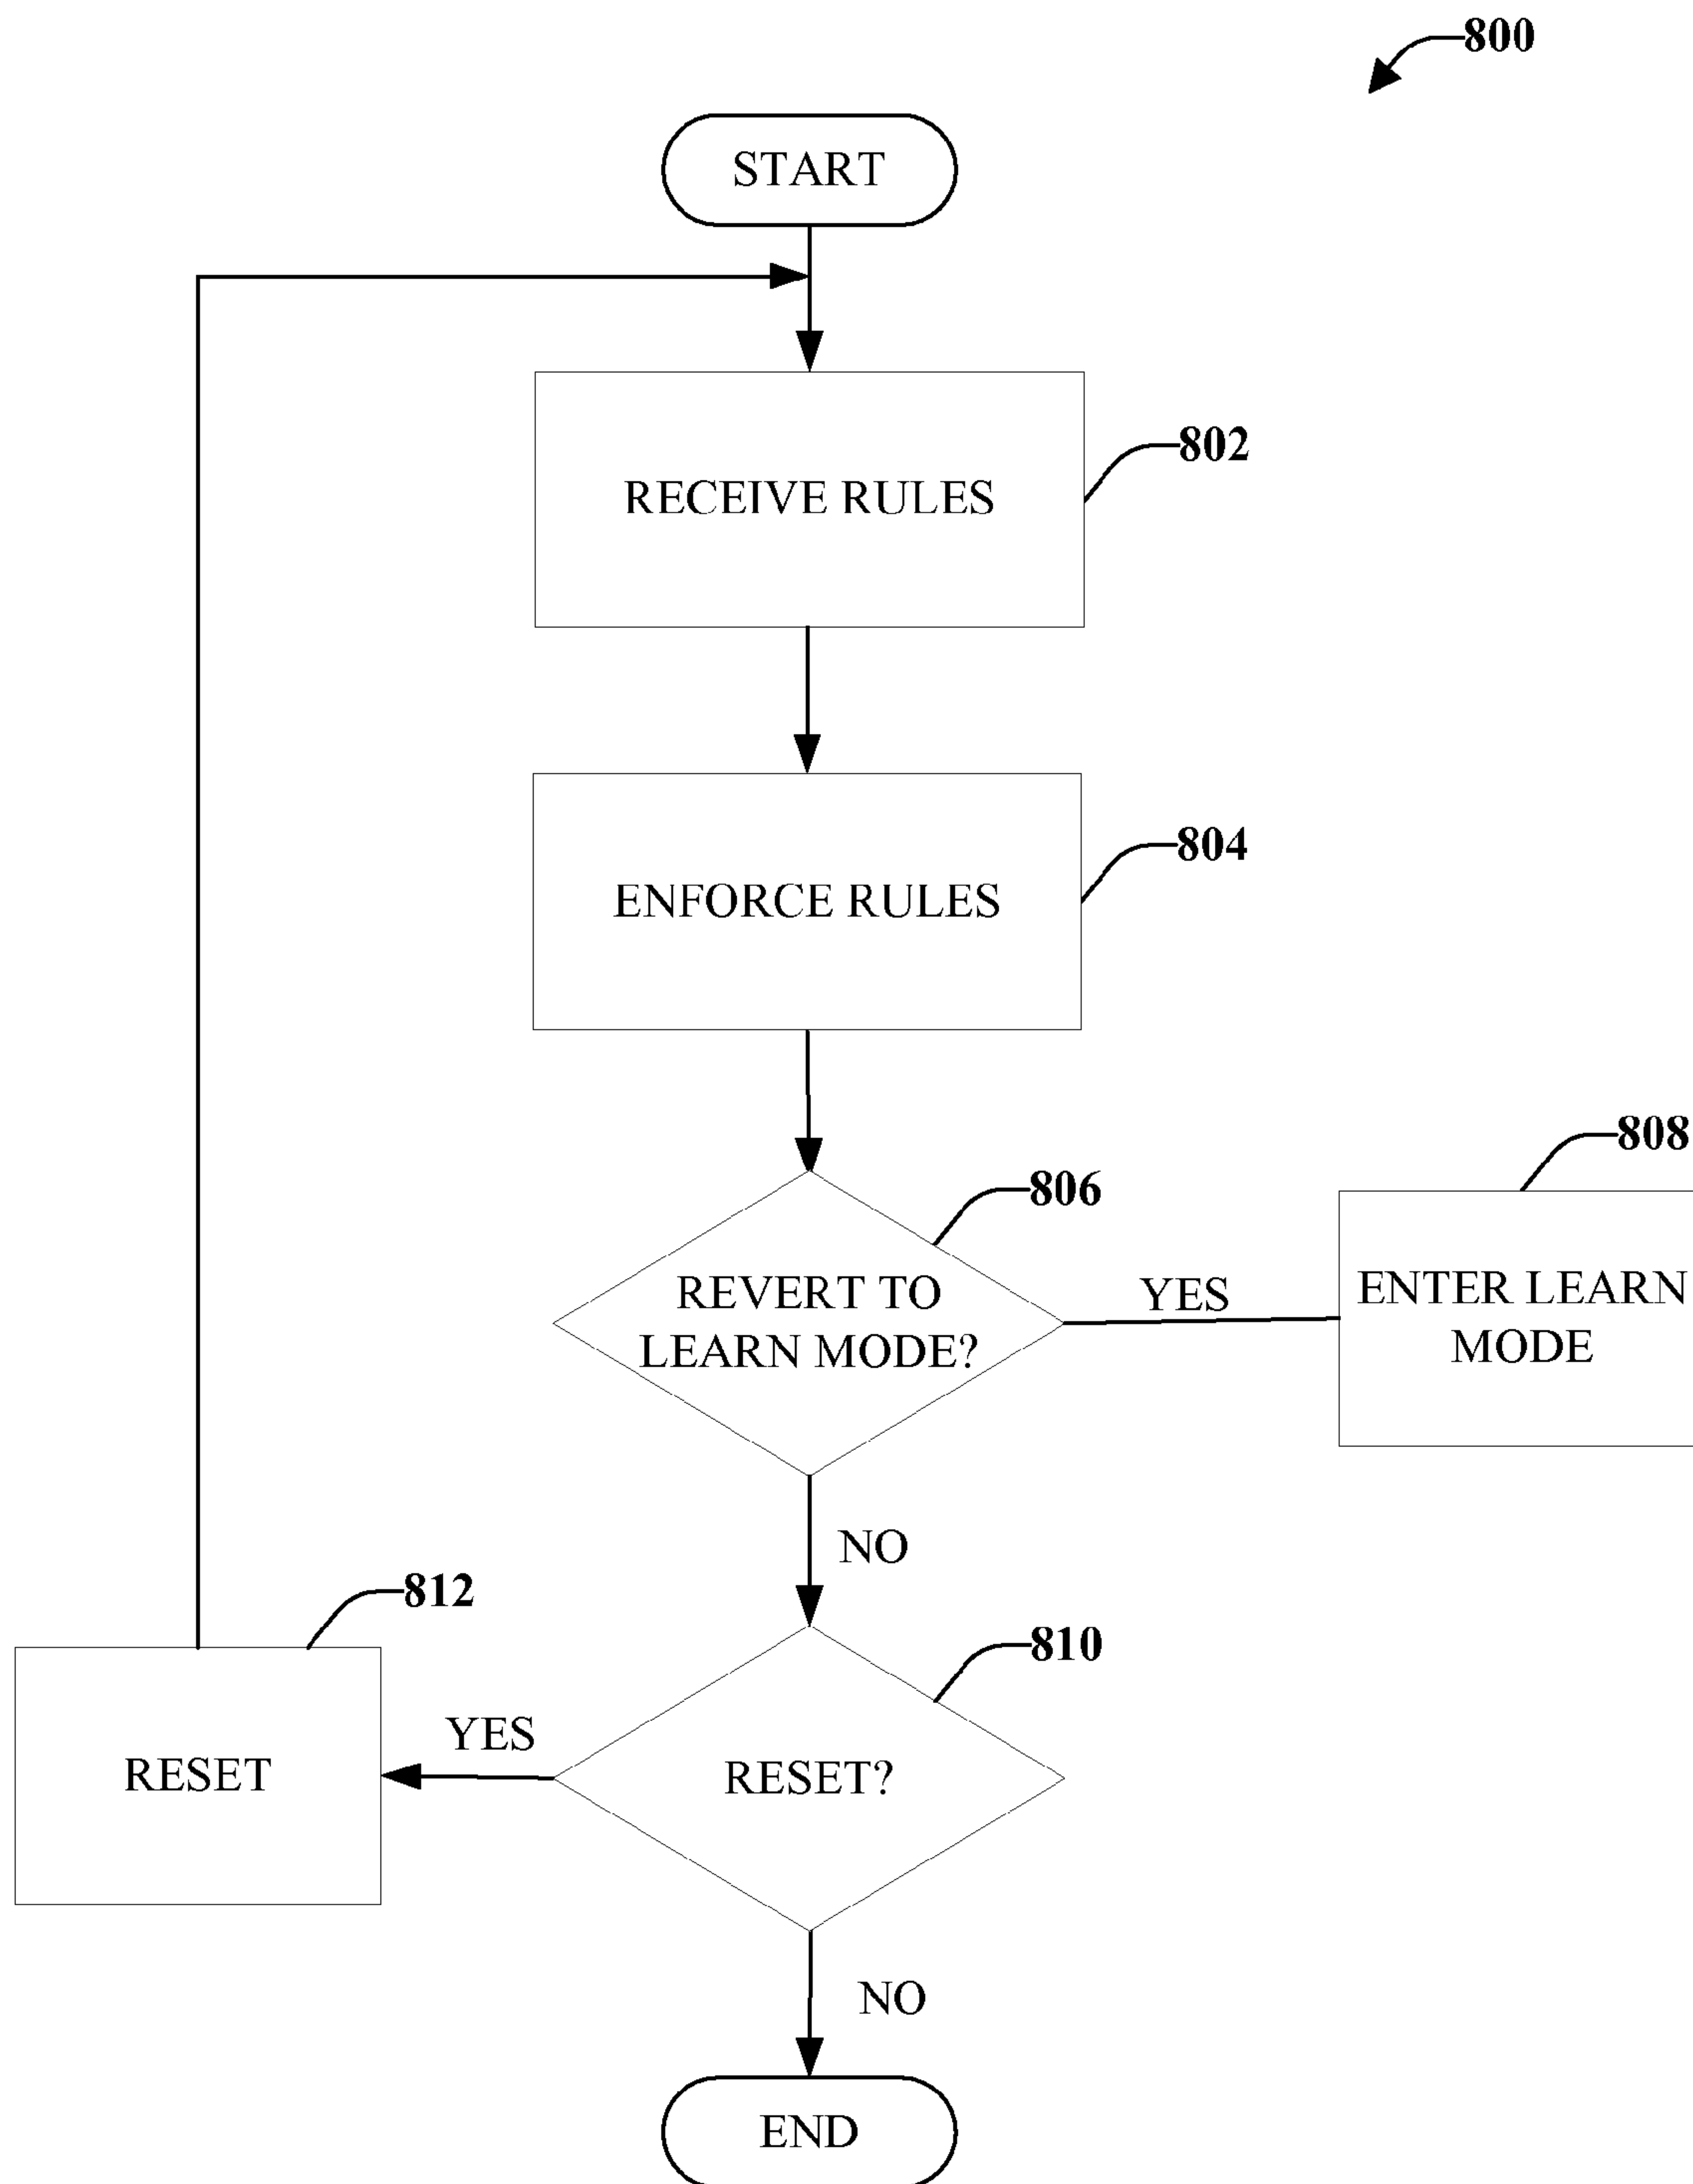 800
START
802
RECEIVE RULES
804
ENFORCE RULES
808
806
REVERT TO
LEARN MODE?
YES
ENTER LEARN
MODE
NO
812
810
YES
RESET
RESET?
NO
END